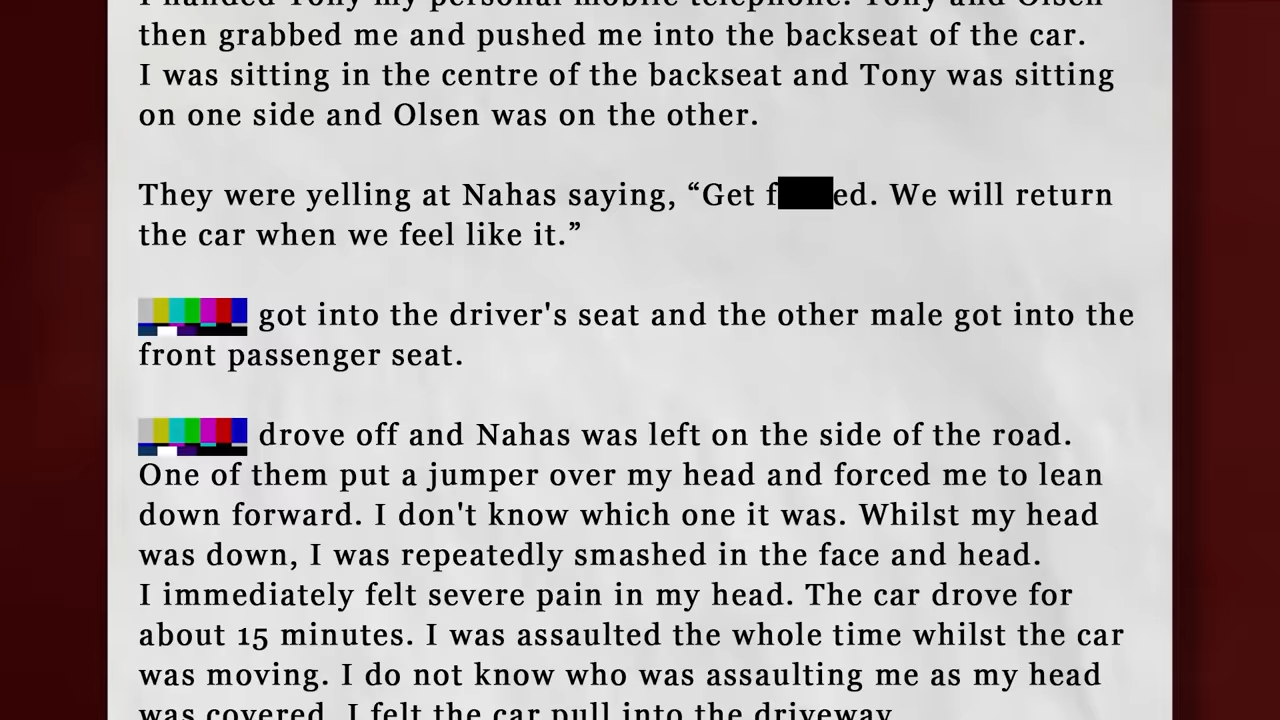 I handed Tony my personal mobile telephone. Tony and Olsen
then grabbed me and pushed me into the backseat of the car.
I was sitting in the centre of the backseat and Tony was sitting
on one side and Olsen was on the other.
They were yelling at Nahas saying, “Get f ed. We will return
the car when we feel like it.”
got into the driver's seat and the other male got into the
front passenger seat.
drove off and Nahas was left on the side of the road.
One of them put a jumper over my head and forced me to lean
down forward. I don't know which one it was. Whilst my head
was down, I was repeatedly smashed in the face and head.
I immediately felt severe pain in my head. The car drove for
about 15 minutes. I was assaulted the whole time whilst the car
was moving. I do not know who was assaulting me as my head
was covered. I felt the car pull into the driveway